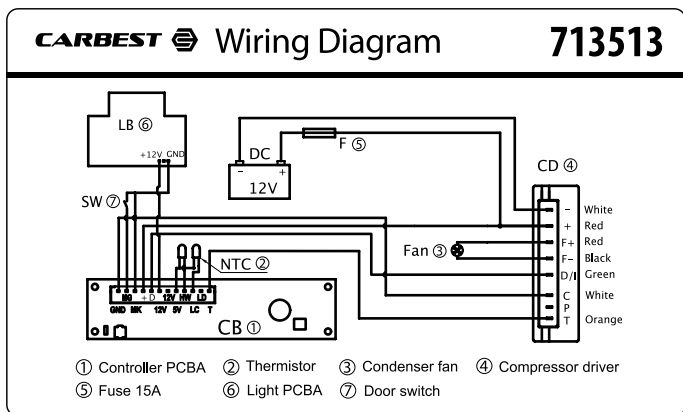 CARBEST Wiring Diagram 713513
LB ⑥
+12V GND
DC
- +
12V
F ⑤
CD ④
SW ⑦
- White
+ Red
F+ Red
F- Black
D/I Green
C White
P
T Orange
Fan ③
NTC ②
MG +D 12V HW LD
GND MK 12V 5V LC T
CB ①
① Controller PCBA ② Thermistor ③ Condenser fan ④ Compressor driver
⑤ Fuse 15A ⑥ Light PCBA ⑦ Door switch